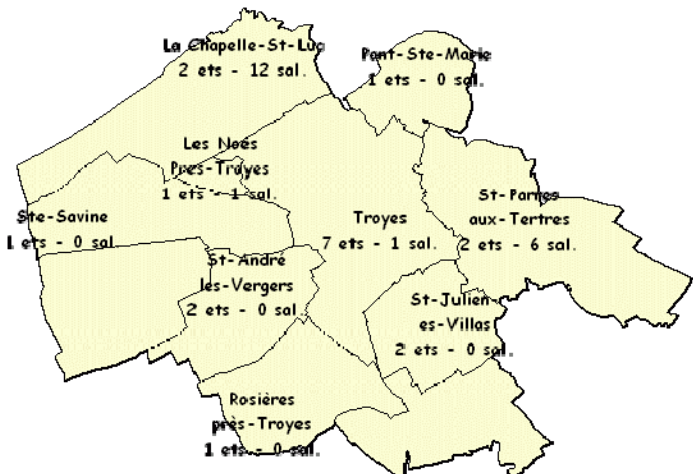 La Chapelle-St-Luc
2 ets - 12 sal.
Pont-Ste-Marie
1 ets - 0 sal.
Les Noës
Près-Troyes
1 ets - 1 sal.
Ste-Savine
1 ets - 0 sal
Troyes
7 ets - 1 sal.
St-Parres
aux-Tertres
2 ets - 6 sal.
St-André
les-Vergers
2 ets - 0 sal
St-Julien
es-Villas
2 ets - 0 sal.
Rosières
près-Troyes
1 ets - 0 sal.